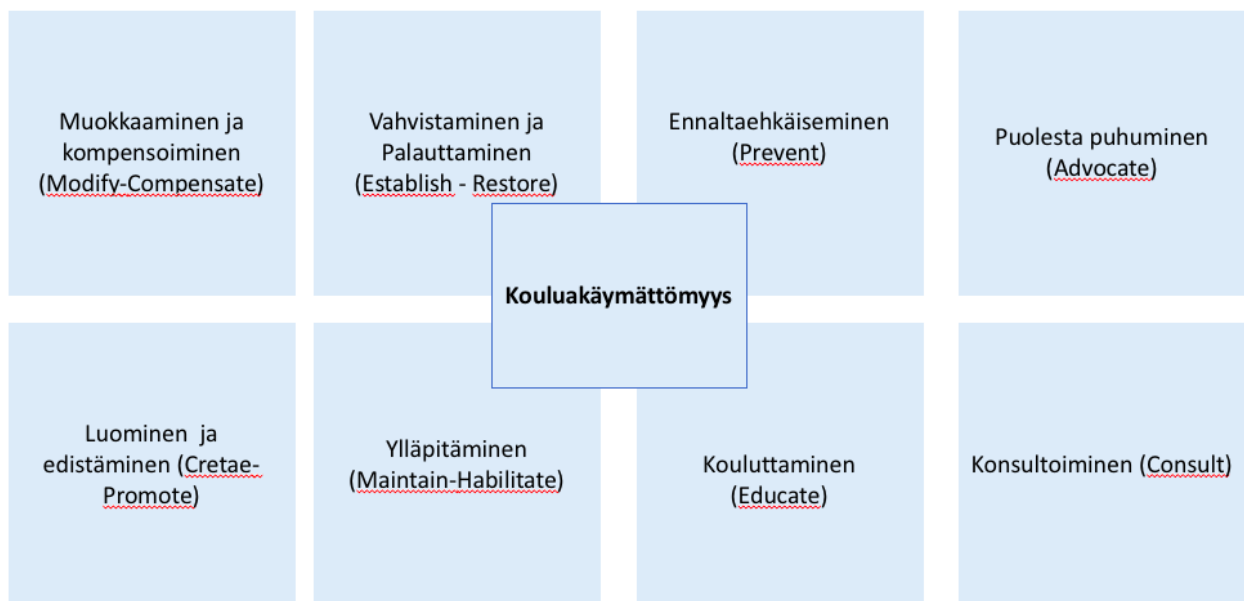 Muokkaaminen ja
kompensoiminen
(Modify-Compensate)
Vahvistaminen ja
Palauttaminen
(Establish - Restore)
Ennaltaehkäiseminen
(Prevent)
Puolesta puhuminen
(Advocate)
Kouluakäymättömyys
Luominen ja
edistäminen (Cretae-
Promote)
Ylläpitäminen
(Maintain-Habilitate)
Kouluttaminen
(Educate)
Konsultoiminen (Consult)